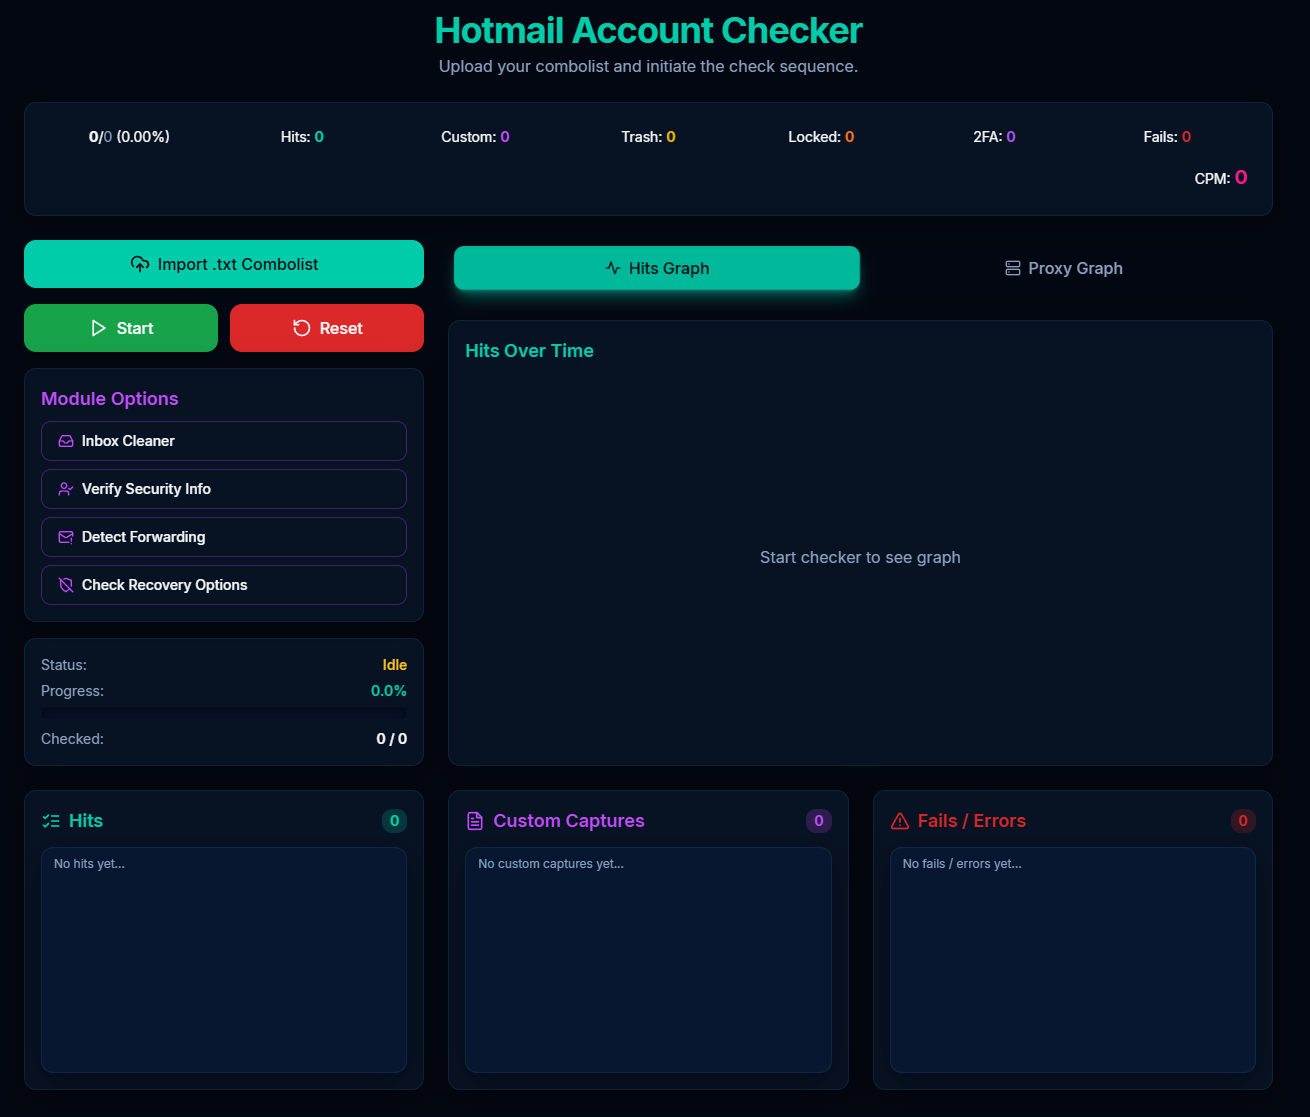 Hotmail Account Checker
Upload your combolist and initiate the check sequence.
0/0 (0.00%)
Hits: 0
Custom: 0
Trash: 0
Locked: 0
2FA: 0
Fails: 0
CPM: 0
Import .txt Combolist
Start
Reset
Module Options
Inbox Cleaner
Verify Security Info
Detect Forwarding
Check Recovery Options
Status: Idle
Progress: 0.0%
Checked: 0 / 0
Hits Graph
Proxy Graph
Hits Over Time
Start checker to see graph
Hits 0
No hits yet...
Custom Captures 0
No custom captures yet...
Fails / Errors 0
No fails / errors yet...